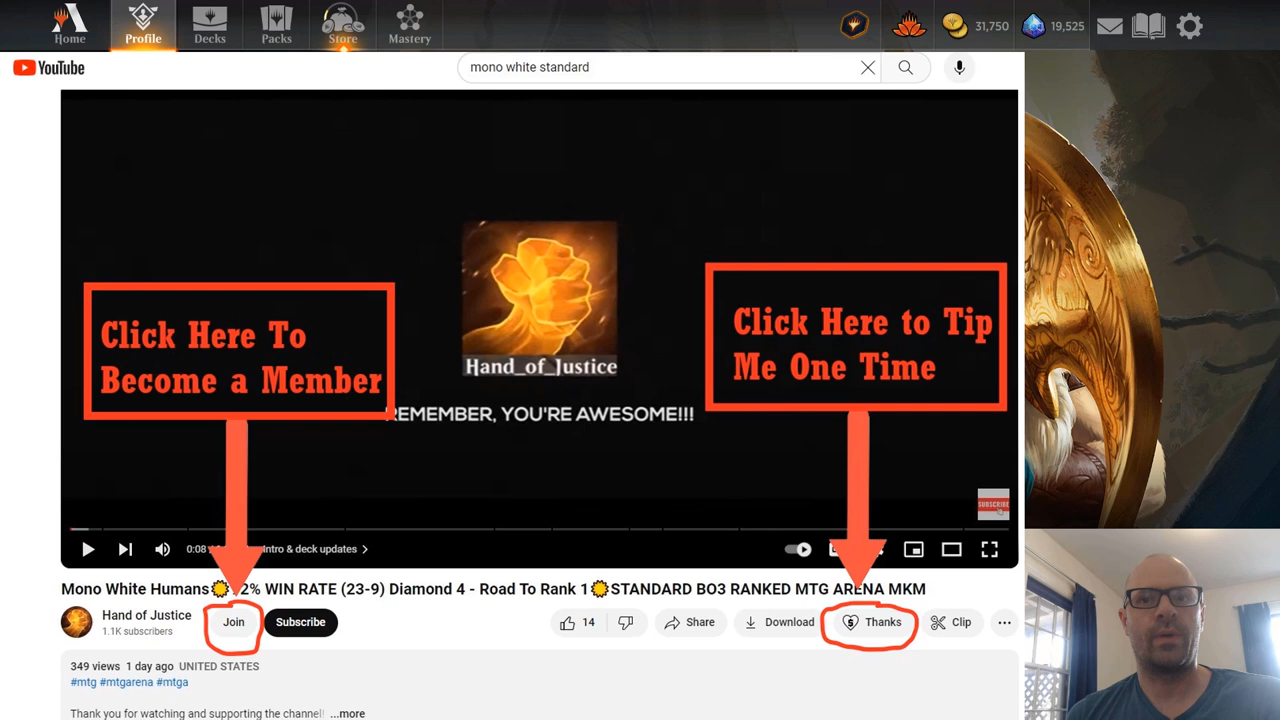 Home
Profile
Decks
Packs
Store
Mastery
31,750
19,525
YouTube
mono white standard
Hand_of_Justice
REMEMBER, YOU'RE AWESOME!!!
Click Here To
Become a Member
Click Here to Tip
Me One Time
SUBSCRIBE
0:08
Intro & deck updates
Mono White Humans 2% WIN RATE (23-9) Diamond 4 - Road To Rank 1 STANDARD BO3 RANKED MTG ARENA MKM
Hand of Justice
1.1K subscribers
Join
Subscribe
14
Share
Download
Thanks
Clip
349 views 1 day ago UNITED STATES
#mtg #mtgarena #mtga
Thank you for watching and supporting the channel! ...more